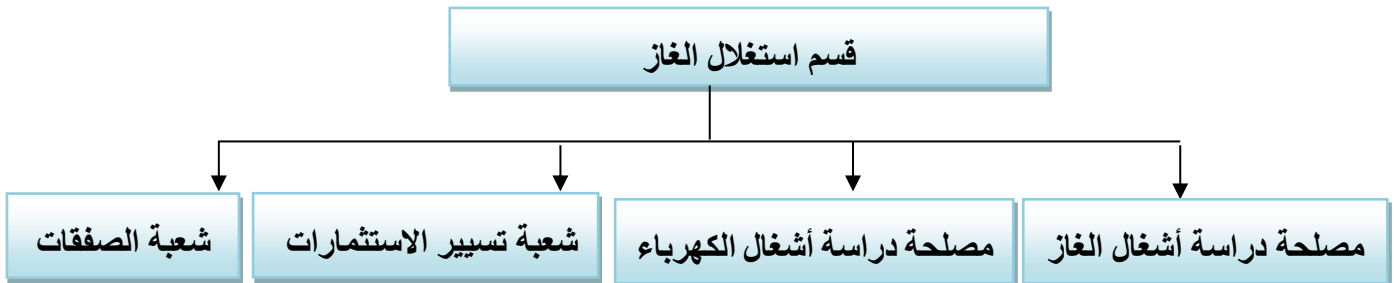 قسم استغلال الغاز
مصلحة دراسة أشغال الغاز
مصلحة دراسة أشغال الكهرباء
شعبة تسيير الاستثمارات
شعبة الصفقات